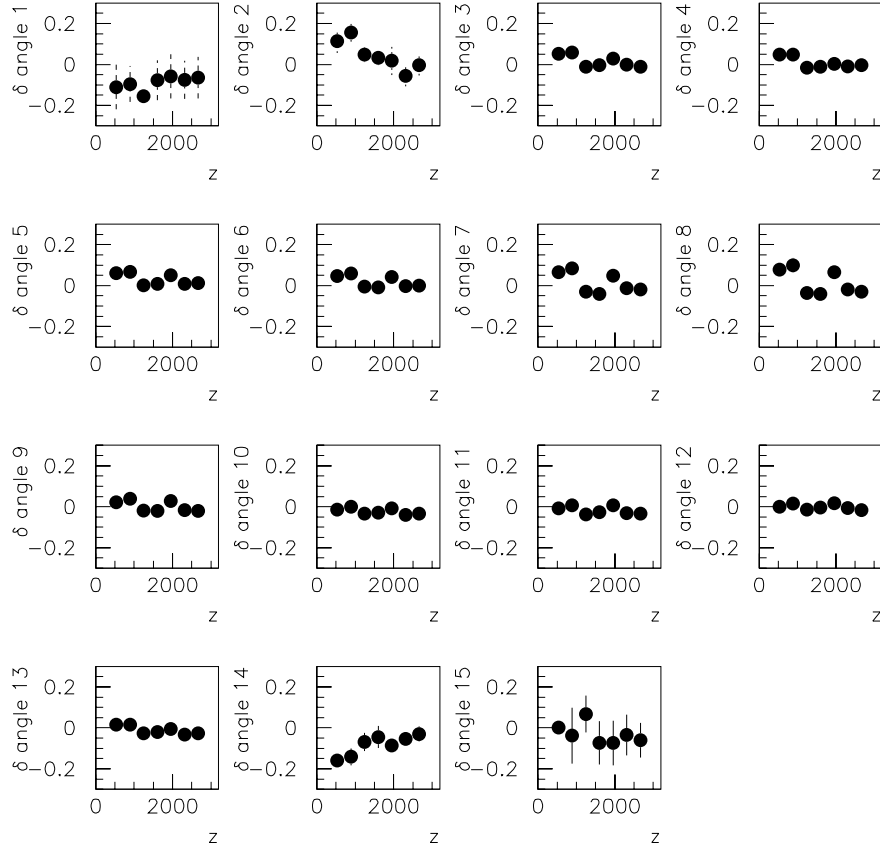 δ angle 1
0.2
0
−0.2
0
2000
z
δ angle 2
0.2
0
−0.2
0
2000
z
δ angle 3
0.2
0
−0.2
0
2000
z
δ angle 4
0.2
0
−0.2
0
2000
z
δ angle 5
0.2
0
−0.2
0
2000
z
δ angle 6
0.2
0
−0.2
0
2000
z
δ angle 7
0.2
0
−0.2
0
2000
z
δ angle 8
0.2
0
−0.2
0
2000
z
δ angle 9
0.2
0
−0.2
0
2000
z
δ angle 10
0.2
0
−0.2
0
2000
z
δ angle 11
0.2
0
−0.2
0
2000
z
δ angle 12
0.2
0
−0.2
0
2000
z
δ angle 13
0.2
0
−0.2
0
2000
z
δ angle 14
0.2
0
−0.2
0
2000
z
δ angle 15
0.2
0
−0.2
0
2000
z